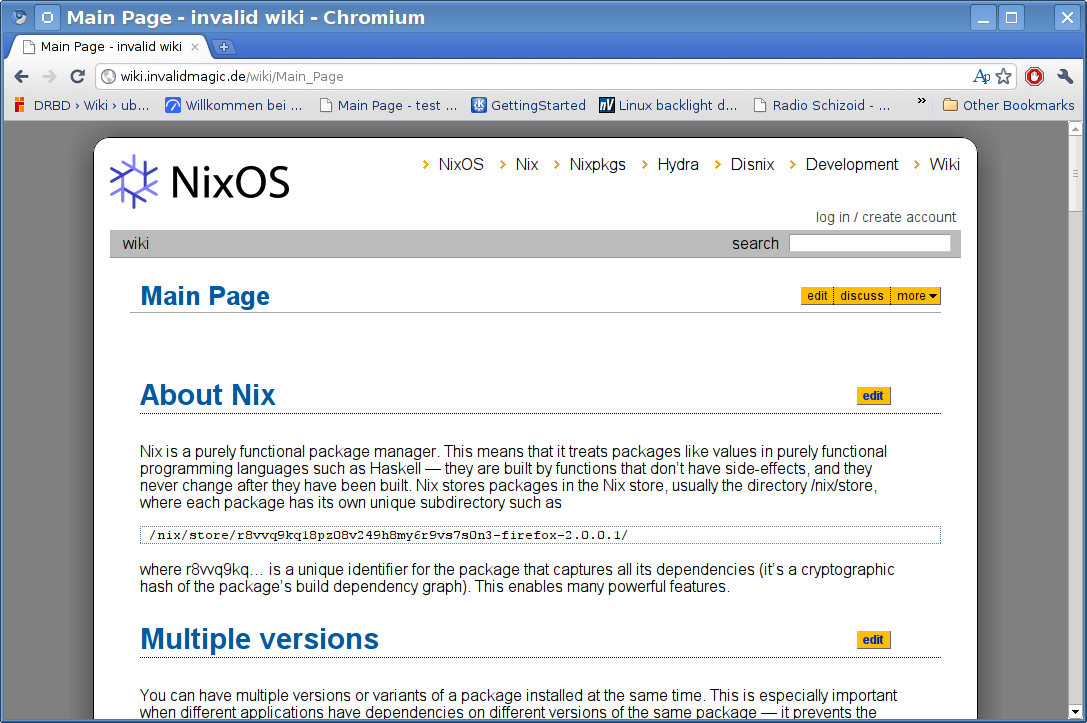 Main Page - invalid wiki - Chromium
Main Page - invalid wiki
wiki.invalidmagic.de/wiki/Main_Page
DRBD › Wiki › ub... Willkommen bei ... Main Page - test ... GettingStarted Linux backlight d... Radio Schizoid - ... » Other Bookmarks
NixOS
NixOS Nix Nixpkgs Hydra Disnix Development Wiki
log in / create account
wiki search
Main Page edit discuss more
About Nix edit
Nix is a purely functional package manager. This means that it treats packages like values in purely functional
programming languages such as Haskell — they are built by functions that don't have side-effects, and they
never change after they have been built. Nix stores packages in the Nix store, usually the directory /nix/store,
where each package has its own unique subdirectory such as
/nix/store/r8vvq9kq18pz08v249h8my6r9vs7s0n3-firefox-2.0.0.1/
where r8vvq9kq… is a unique identifier for the package that captures all its dependencies (it's a cryptographic
hash of the package's build dependency graph). This enables many powerful features.
Multiple versions edit
You can have multiple versions or variants of a package installed at the same time. This is especially important
when different applications have dependencies on different versions of the same package — it prevents the